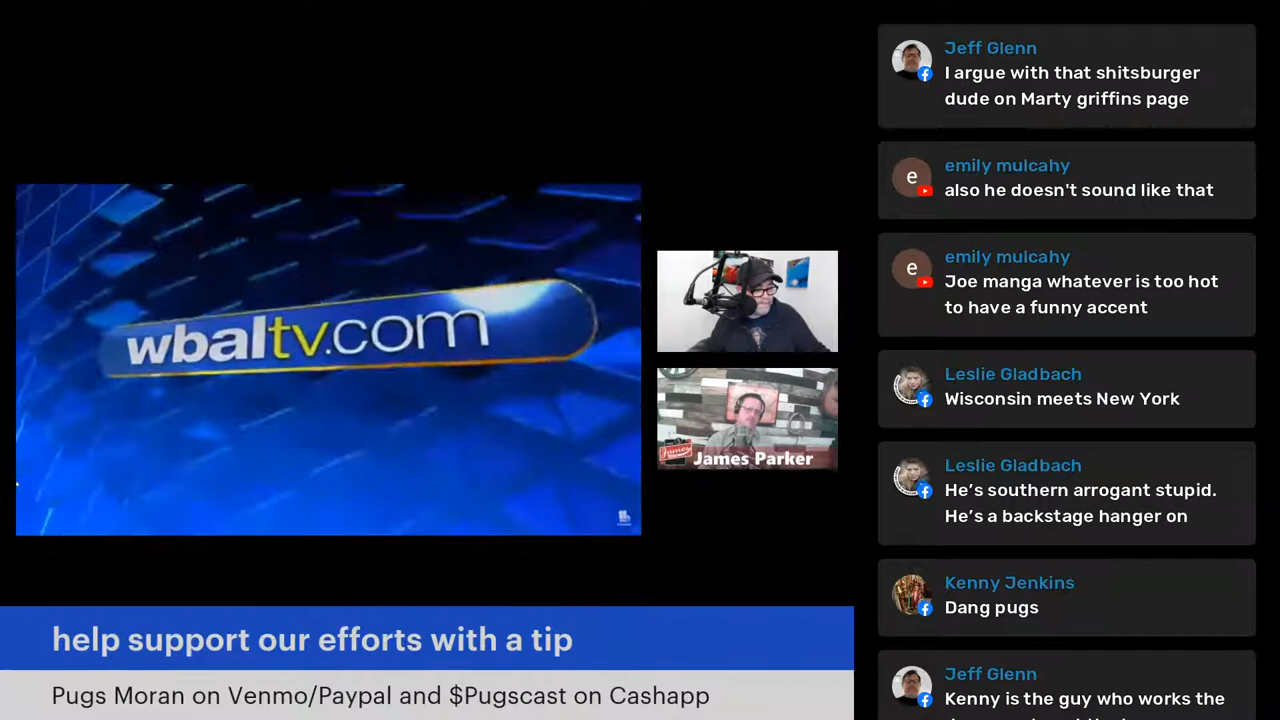 wbaltv.com
James
James Parker
help support our efforts with a tip
Pugs Moran on Venmo/Paypal and $Pugscast on Cashapp
Jeff Glenn
I argue with that shitsburger
dude on Marty griffins page
e
emily mulcahy
also he doesn't sound like that
e
emily mulcahy
Joe manga whatever is too hot
to have a funny accent
Leslie Gladbach
Wisconsin meets New York
Leslie Gladbach
He’s southern arrogant stupid.
He’s a backstage hanger on
Kenny Jenkins
Dang pugs
Jeff Glenn
Kenny is the guy who works the